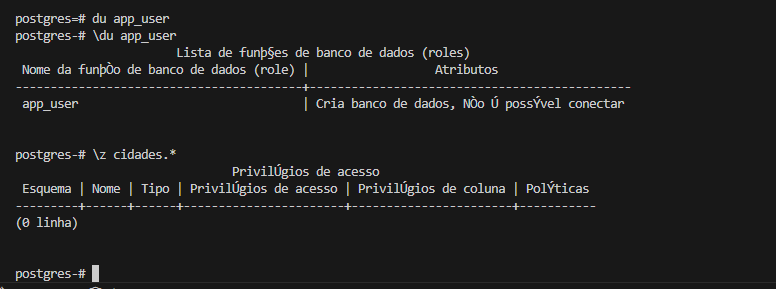 postgres=# du app_user
postgres-# \du app_user
Lista de funþ§es de banco de dados (roles)
Nome da funþÒo de banco de dados (role) | Atributos
----------------------------------------+-------------------------------------------
app_user | Cria banco de dados, NÒo Ú possÝvel conectar
postgres-# \z cidades.*
PrivilÚgios de acesso
Esquema | Nome | Tipo | PrivilÚgios de acesso | PrivilÚgios de coluna | PolÝticas
---------+------+------+-----------------------+-----------------------+-----------
(0 linha)
postgres-#